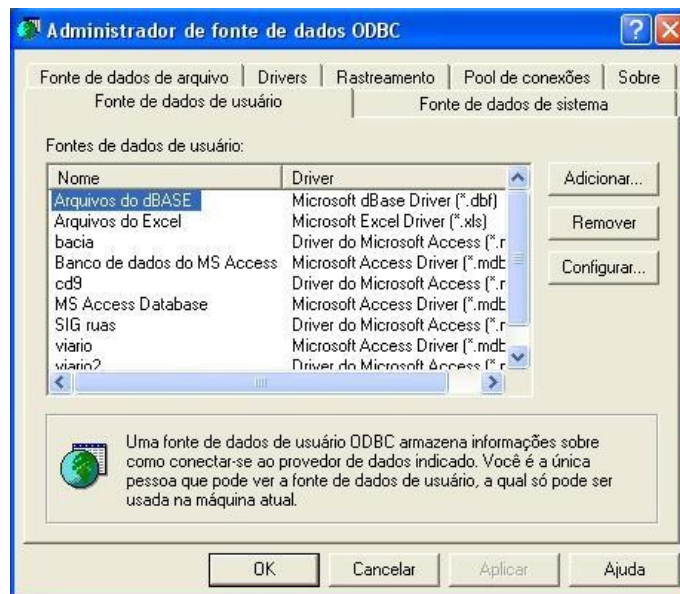 Administrador de fonte de dados ODBC
Fonte de dados de arquivo Drivers Rastreamento Pool de conexões Sobre
Fonte de dados de usuário Fonte de dados de sistema
Fontes de dados de usuário:
Nome Driver
Adicionar...
Arquivos do dBASE Microsoft dBase Driver (*.dbf)
Arquivos do Excel Microsoft Excel Driver (*.xls)
Remover
bacia Driver do Microsoft Access (*.r
Banco de dados do MS Access Microsoft Access Driver (*.mdb
Configurar...
cd9 Driver do Microsoft Access (*.r
MS Access Database Microsoft Access Driver (*.mdb
SIG ruas Driver do Microsoft Access (*.r
viario Microsoft Access Driver (*.mdb
viario2 Driver do Microsoft Access (*.r
Uma fonte de dados de usuário ODBC armazena informações sobre
como conectar-se ao provedor de dados indicado. Você é a única
pessoa que pode ver a fonte de dados de usuário, a qual só pode ser
usada na máquina atual.
OK Cancelar Aplicar Ajuda